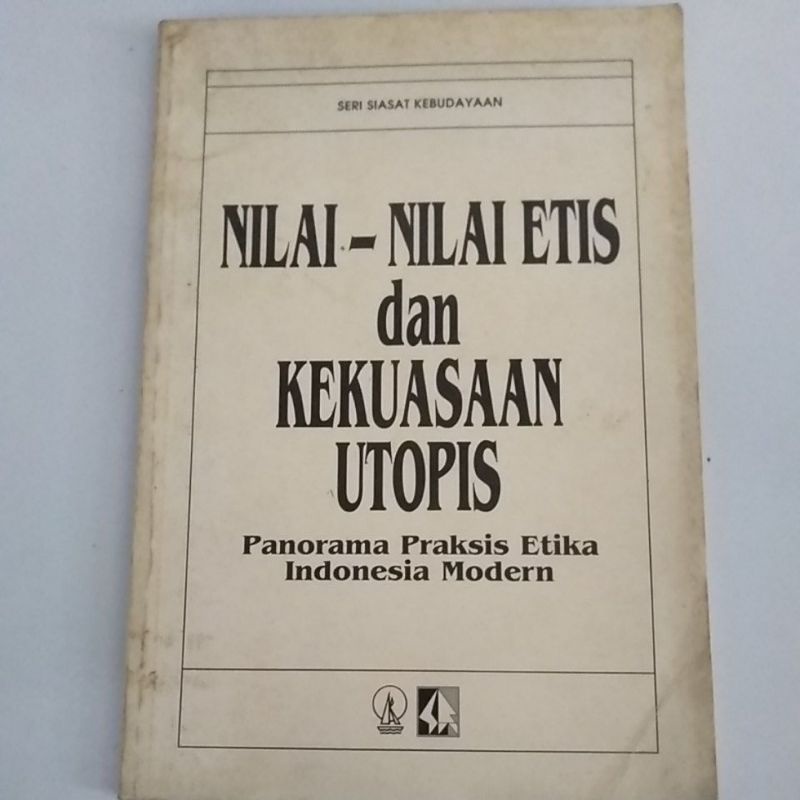 SERI SIASAT KEBUDAYAAN
NILAI - NILAI ETIS
dan
KEKUASAAN
UTOPIS
Panorama Praksis Etika
Indonesia Modern